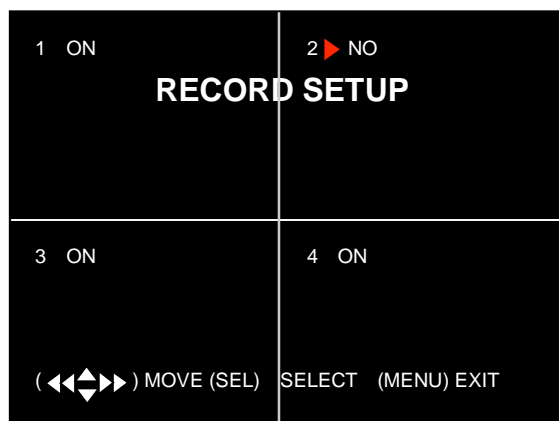 1 ON
2 NO
RECORD SETUP
3 ON
4 ON
( ) MOVE (SEL) SELECT (MENU) EXIT